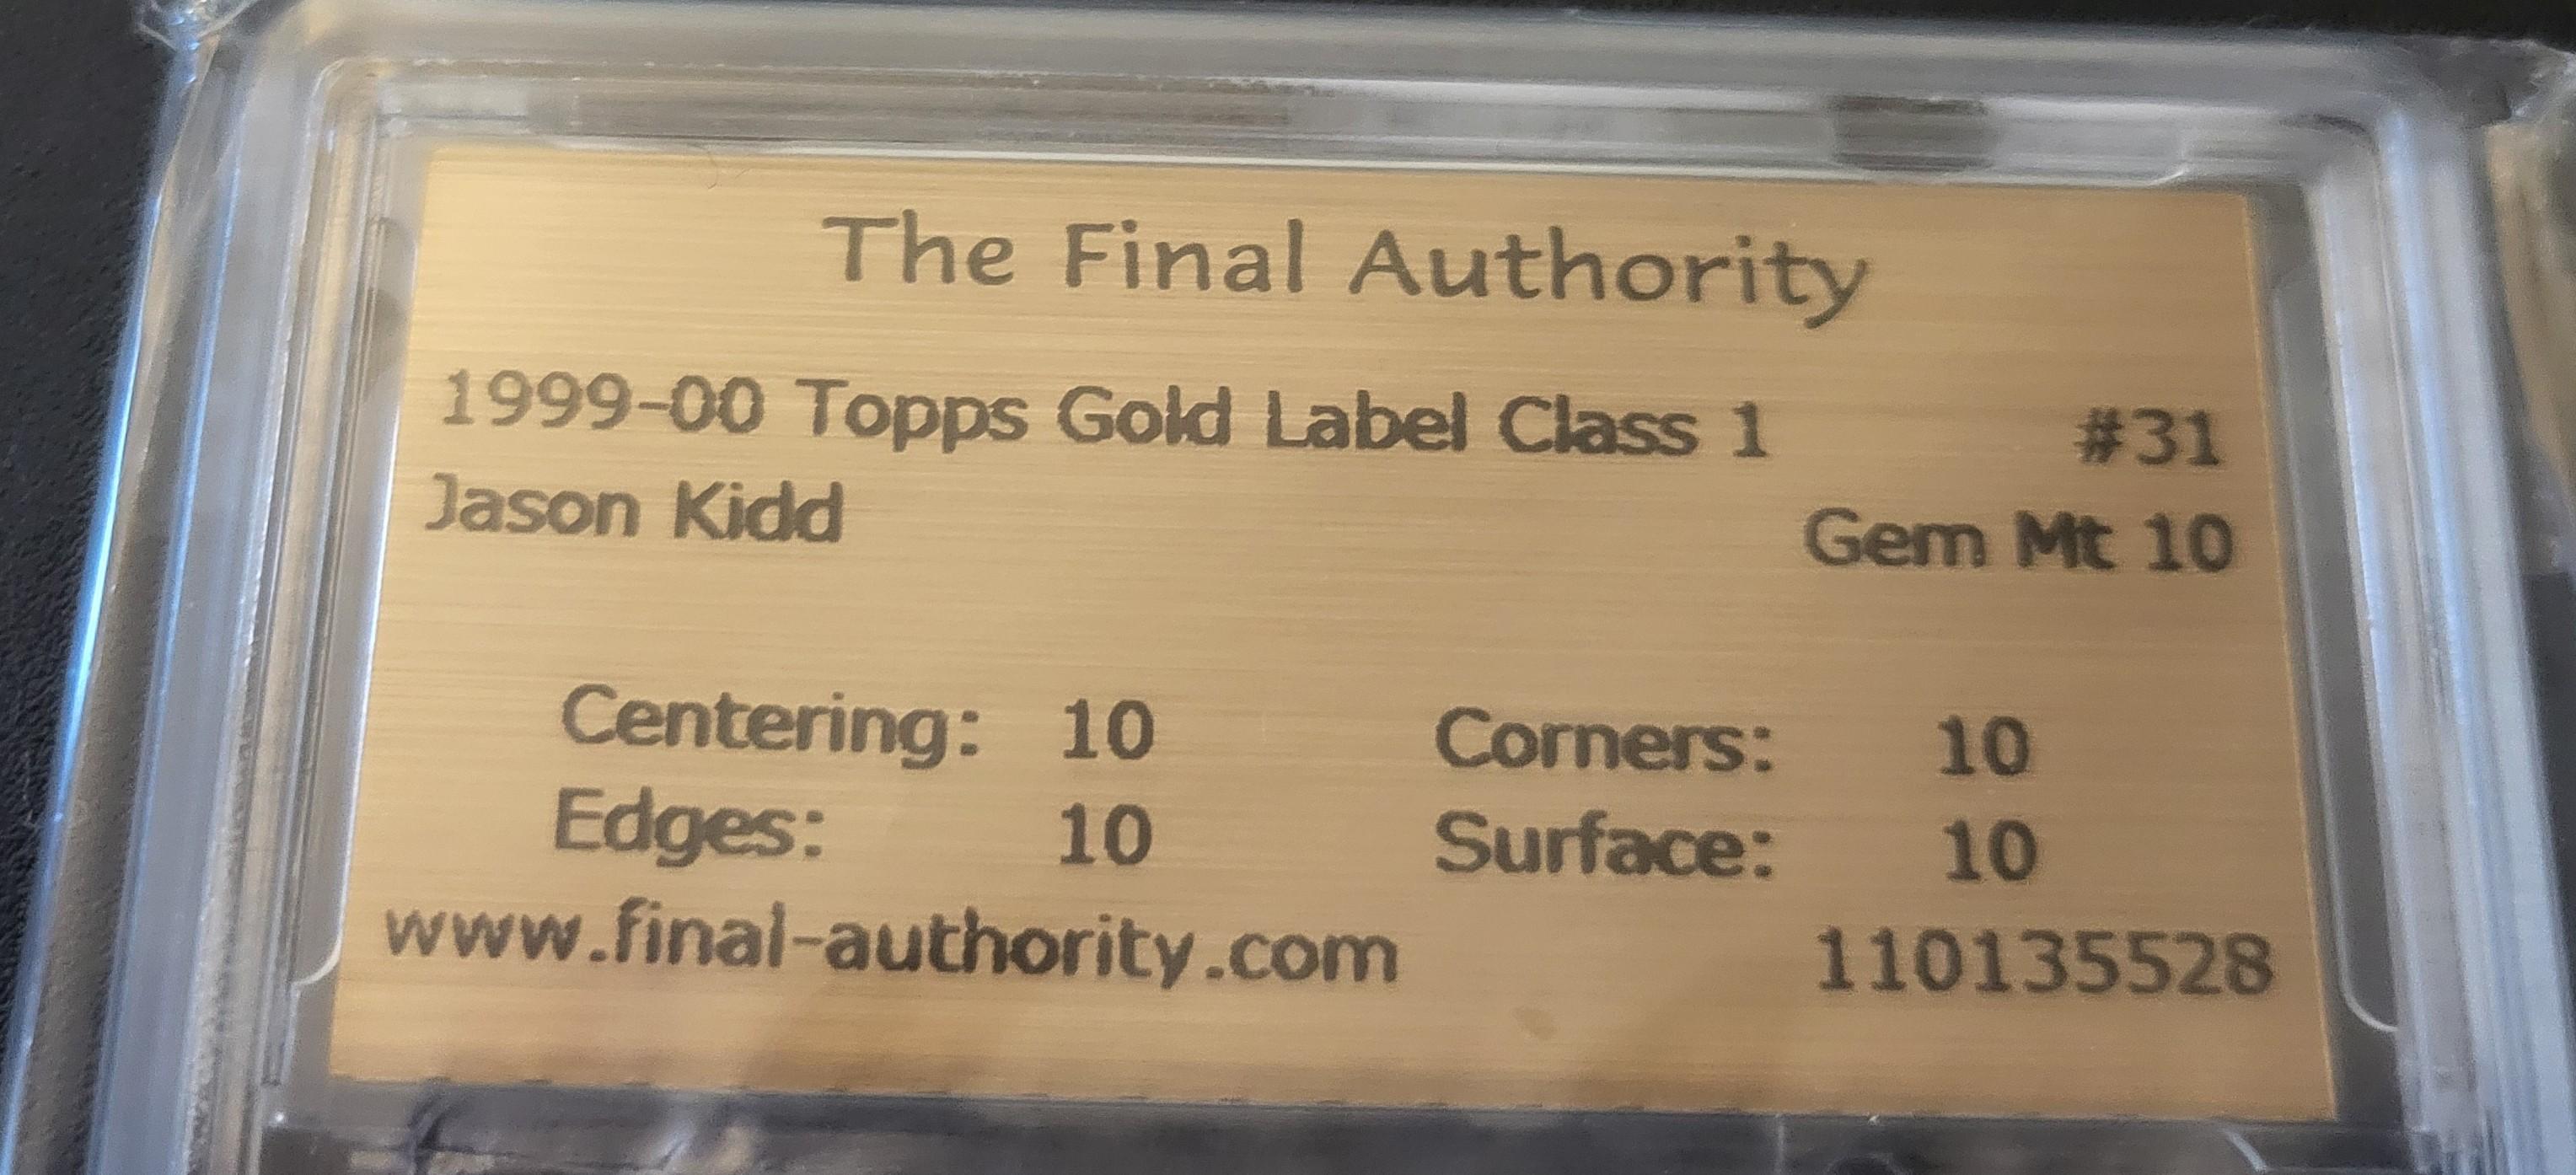 The Final Authority
1999-00 Topps Gold Label Class 1 #31
Jason Kidd Gem Mt 10
Centering: 10 Corners: 10
Edges: 10 Surface: 10
www.final-authority.com 110135528